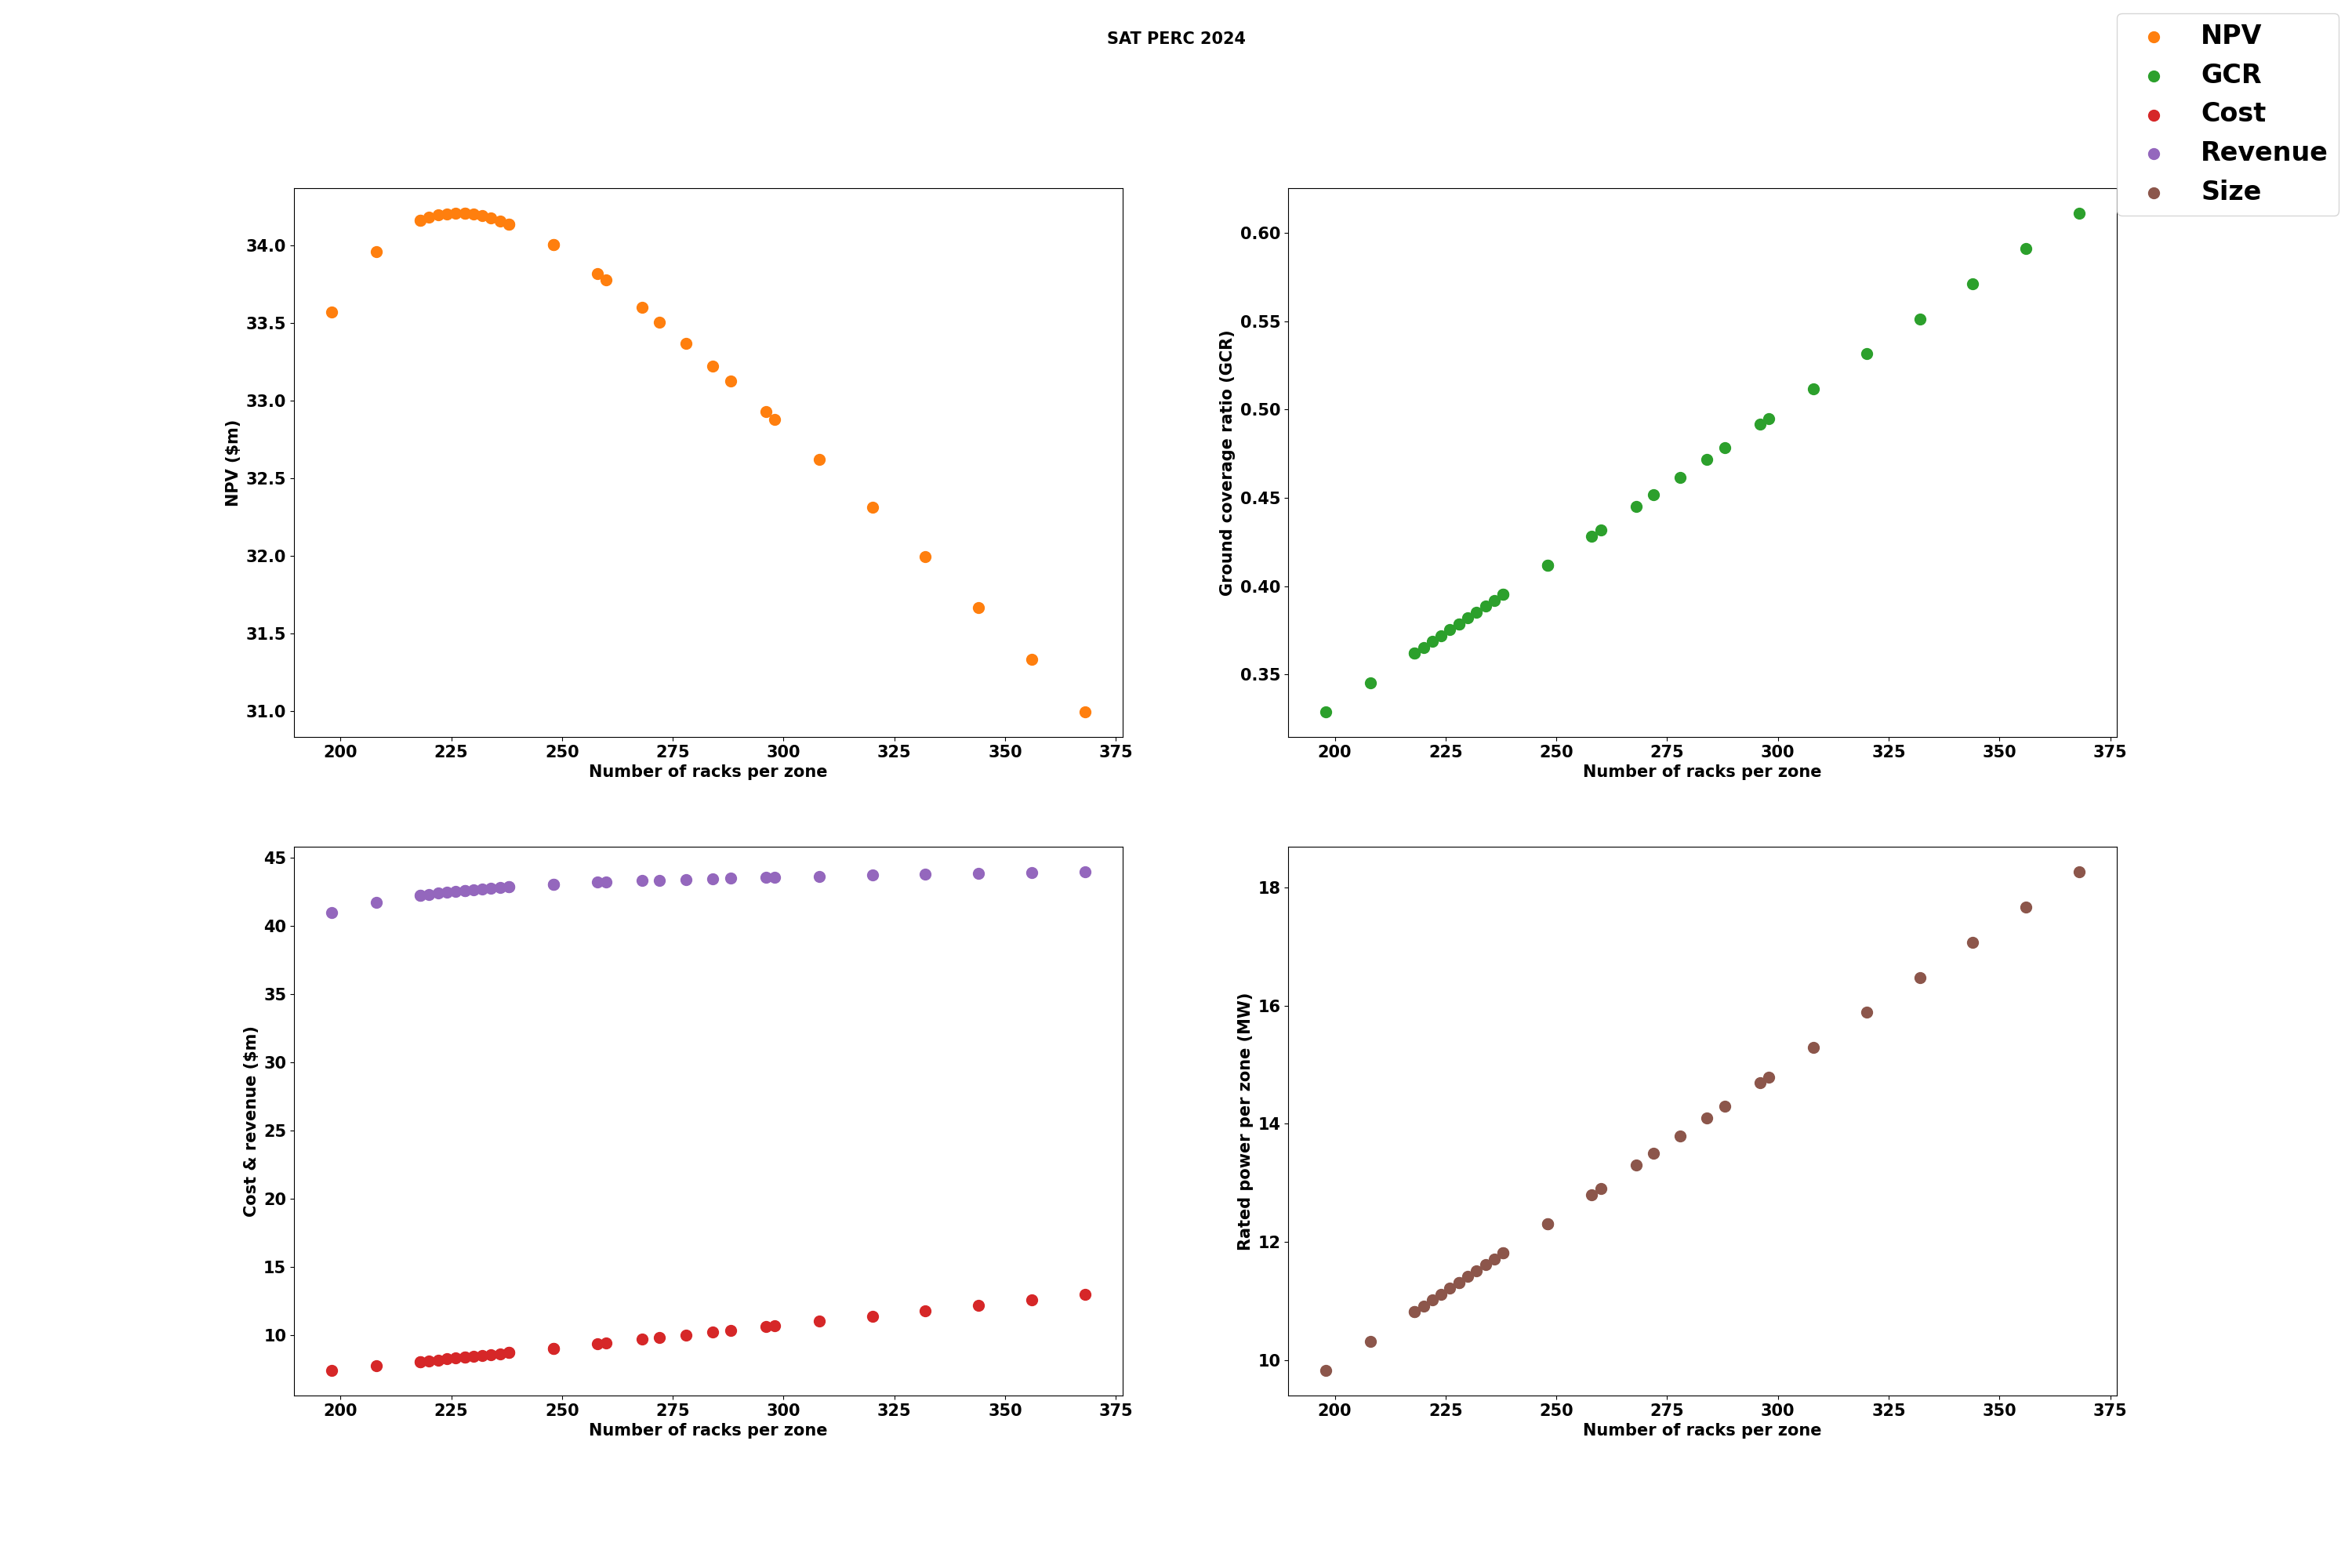 SAT PERC 2024
NPV
GCR
Cost
Revenue
Size
NPV ($m)
34.0
33.5
33.0
32.5
32.0
31.5
31.0
200 225 250 275 300 325 350 375
Number of racks per zone
Ground coverage ratio (GCR)
0.60
0.55
0.50
0.45
0.40
0.35
200 225 250 275 300 325 350 375
Number of racks per zone
Cost & revenue ($m)
45
40
35
30
25
20
15
10
200 225 250 275 300 325 350 375
Number of racks per zone
Rated power per zone (MW)
18
16
14
12
10
200 225 250 275 300 325 350 375
Number of racks per zone